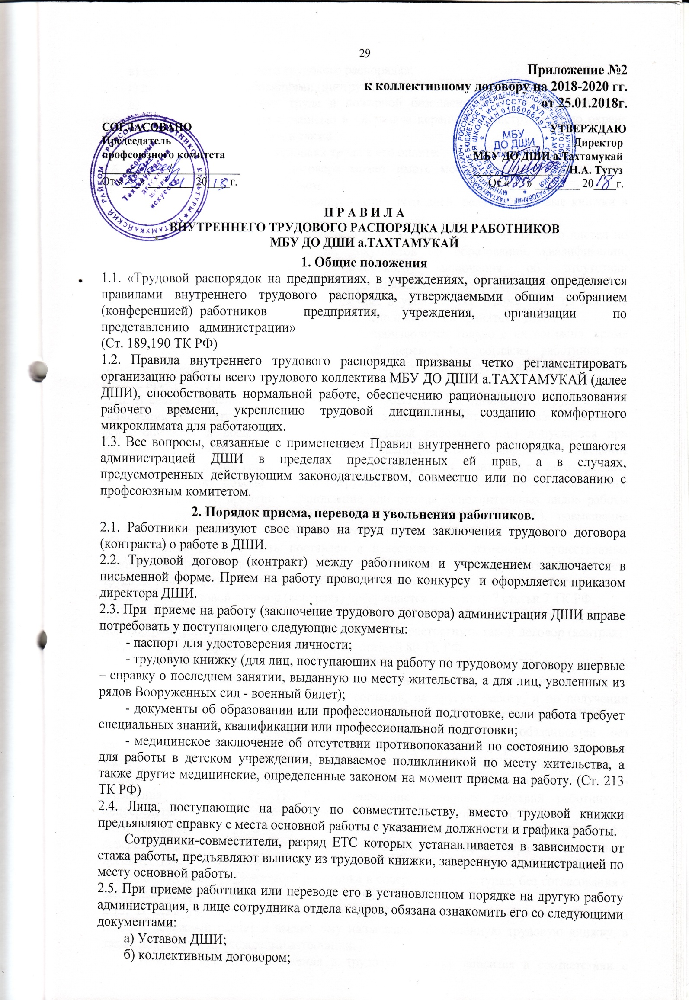 29
Приложение №2
к коллективному договору на 2018-2020 гг.
от 25.01.2018г.
СОГЛАСОВАНО
Председатель
профсоюзного комитета
От « » 20 18 г.
УТВЕРЖДАЮ
Директор
МБУ ДО ДШИ а.Тахтамукай
/Н.А. Тугуз
От « 25 » 20 18 г.
МБУ
ДО ДШИ
ИНН 0106008497
П Р А В И Л А
ВНУТРЕННЕГО ТРУДОВОГО РАСПОРЯДКА ДЛЯ РАБОТНИКОВ
МБУ ДО ДШИ а.ТАХТАМУКАЙ
1. Общие положения
1.1. «Трудовой распорядок на предприятиях, в учреждениях, организация определяется
правилами внутреннего трудового распорядка, утверждаемыми общим собранием
(конференцией) работников предприятия, учреждения, организации по
представлению администрации»
(Ст. 189,190 ТК РФ)
1.2. Правила внутреннего трудового распорядка призваны четко регламентировать
организацию работы всего трудового коллектива МБУ ДО ДШИ а.ТАХТАМУКАЙ (далее
ДШИ), способствовать нормальной работе, обеспечению рационального использования
рабочего времени, укреплению трудовой дисциплины, созданию комфортного
микроклимата для работающих.
1.3. Все вопросы, связанные с применением Правил внутреннего распорядка, решаются
администрацией ДШИ в пределах предоставленных ей прав, а в случаях,
предусмотренных действующим законодательством, совместно или по согласованию с
профсоюзным комитетом.
2. Порядок приема, перевода и увольнения работников.
2.1. Работники реализуют свое право на труд путем заключения трудового договора
(контракта) о работе в ДШИ.
2.2. Трудовой договор (контракт) между работником и учреждением заключается в
письменной форме. Прием на работу проводится по конкурсу и оформляется приказом
директора ДШИ.
2.3. При приеме на работу (заключение трудового договора) администрация ДШИ вправе
потребовать у поступающего следующие документы:
- паспорт для удостоверения личности;
- трудовую книжку (для лиц, поступающих на работу по трудовому договору впервые
– справку о последнем занятии, выданную по месту жительства, а для лиц, уволенных из
рядов Вооруженных сил - военный билет);
- документы об образовании или профессиональной подготовке, если работа требует
специальных знаний, квалификации или профессиональной подготовки;
- медицинское заключение об отсутствии противопоказаний по состоянию здоровья
для работы в детском учреждении, выдаваемое поликлиникой по месту жительства, а
также другие медицинские, определенные законом на момент приема на работу. (Ст. 213
ТК РФ)
2.4. Лица, поступающие на работу по совместительству, вместо трудовой книжки
предъявляют справку с места основной работы с указанием должности и графика работы.
Сотрудники-совместители, разряд ЕТС которых устанавливается в зависимости от
стажа работы, предъявляют выписку из трудовой книжки, заверенную администрацией по
месту основной работы.
2.5. При приеме работника или переводе его в установленном порядке на другую работу
администрация, в лице сотрудника отдела кадров, обязана ознакомить его со следующими
документами:
а) Уставом ДШИ;
б) коллективным договором;